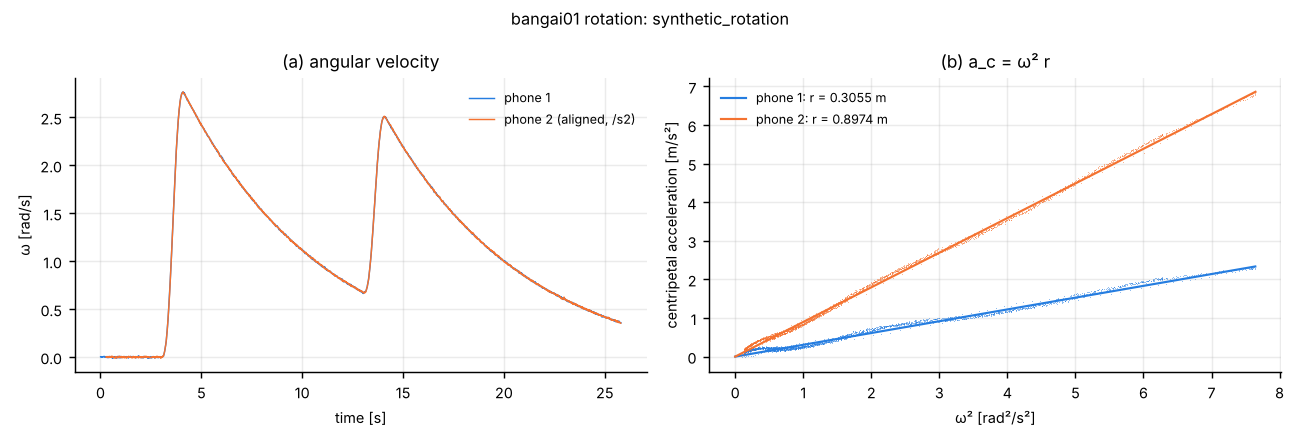 bangai01 rotation: synthetic_rotation
(a) angular velocity
phone 1
phone 2 (aligned, /s2)
ω [rad/s]
2.5
2.0
1.5
1.0
0.5
0.0
0 5 10 15 20 25
time [s]
(b) a_c = ω² r
phone 1: r = 0.3055 m
phone 2: r = 0.8974 m
centripetal acceleration [m/s²]
7
6
5
4
3
2
1
0
0 1 2 3 4 5 6 7 8
ω² [rad²/s²]